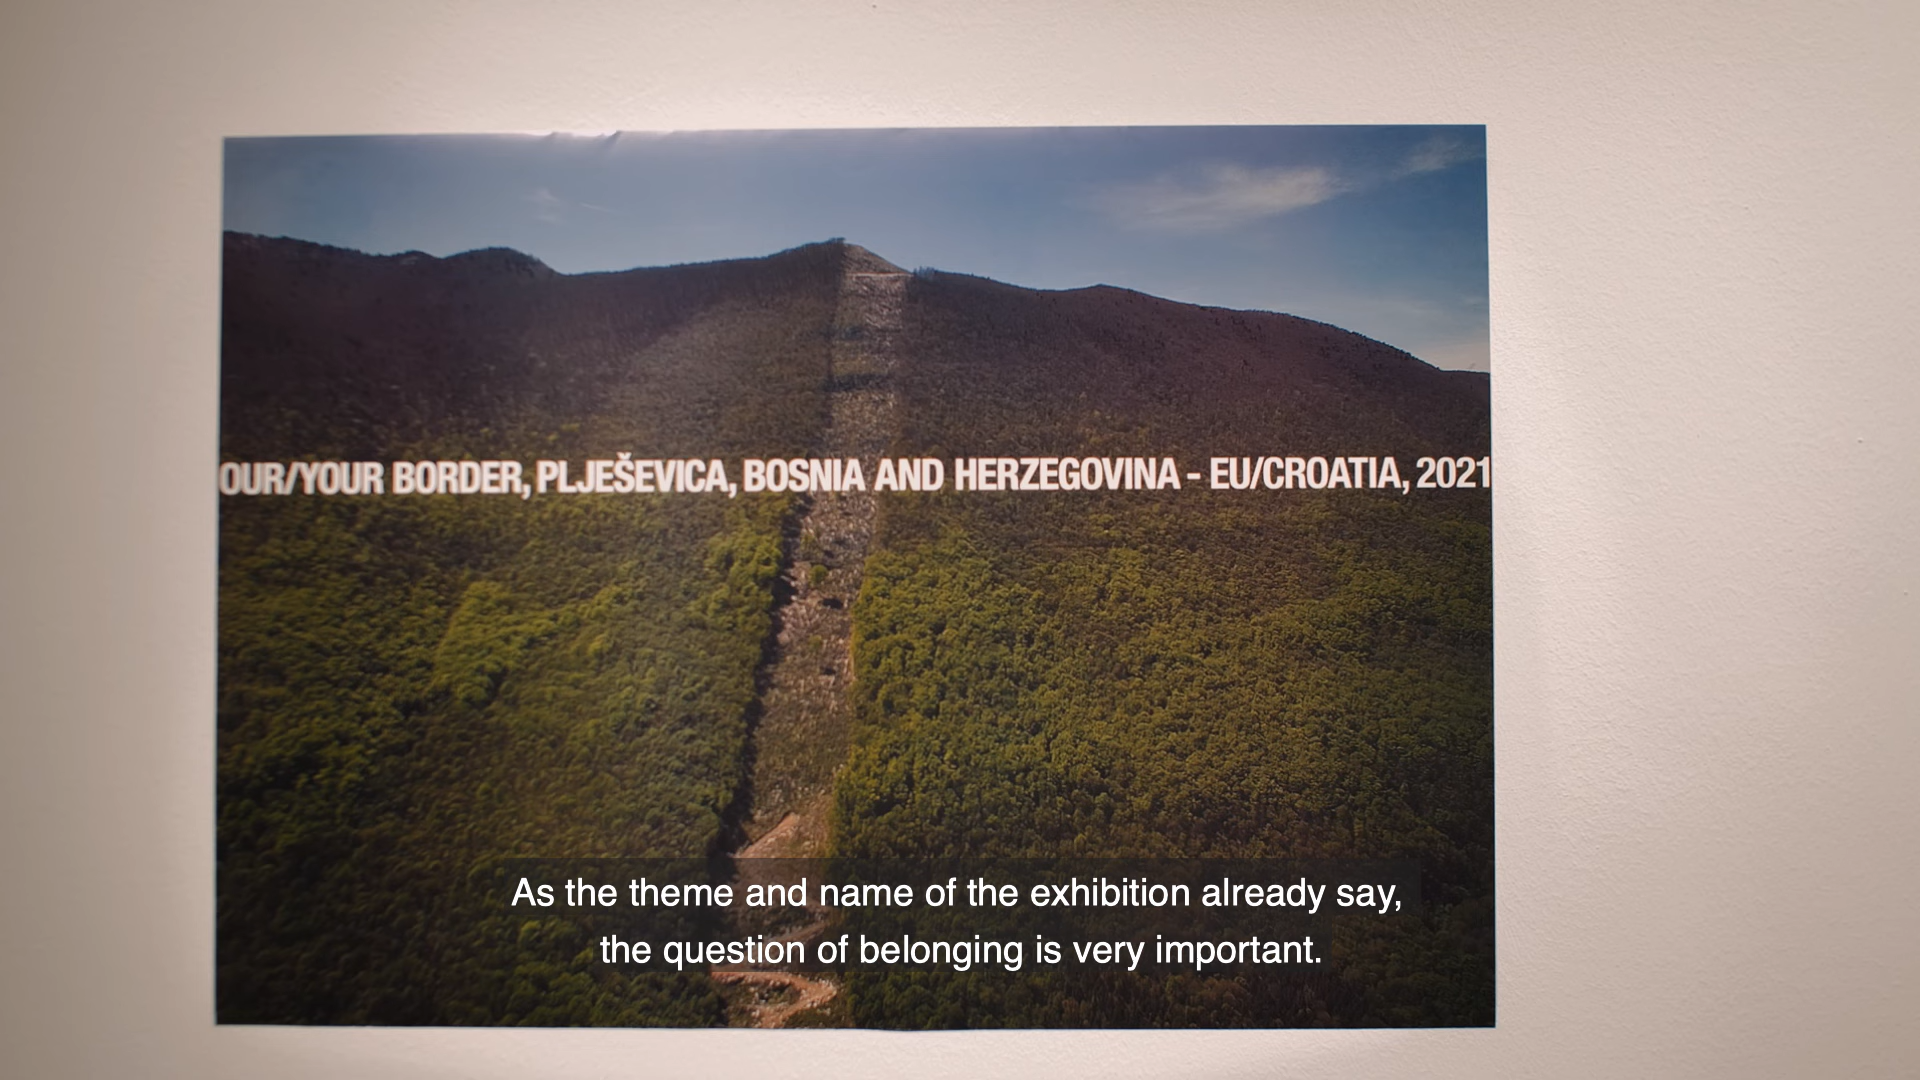 OUR/YOUR BORDER, PLJEŠEVICA, BOSNIA AND HERZEGOVINA - EU/CROATIA, 2021
As the theme and name of the exhibition already say,
the question of belonging is very important.